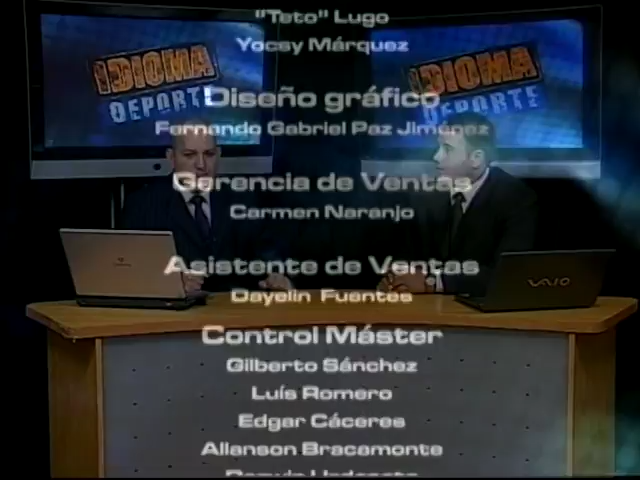 "Teto" Lugo
Yocsy Márquez
IDIOMA
DEPORTE
IDIOMA
DEPORTE
Diseño gráfico
Fernando Gabriel Paz Jiménez
Gerencia de Ventas
Carmen Naranjo
Asistente de Ventas
Dayelin Fuentes
VAIO
Control Máster
Gilberto Sánchez
Luís Romero
Edgar Cáceres
Allanson Bracamonte